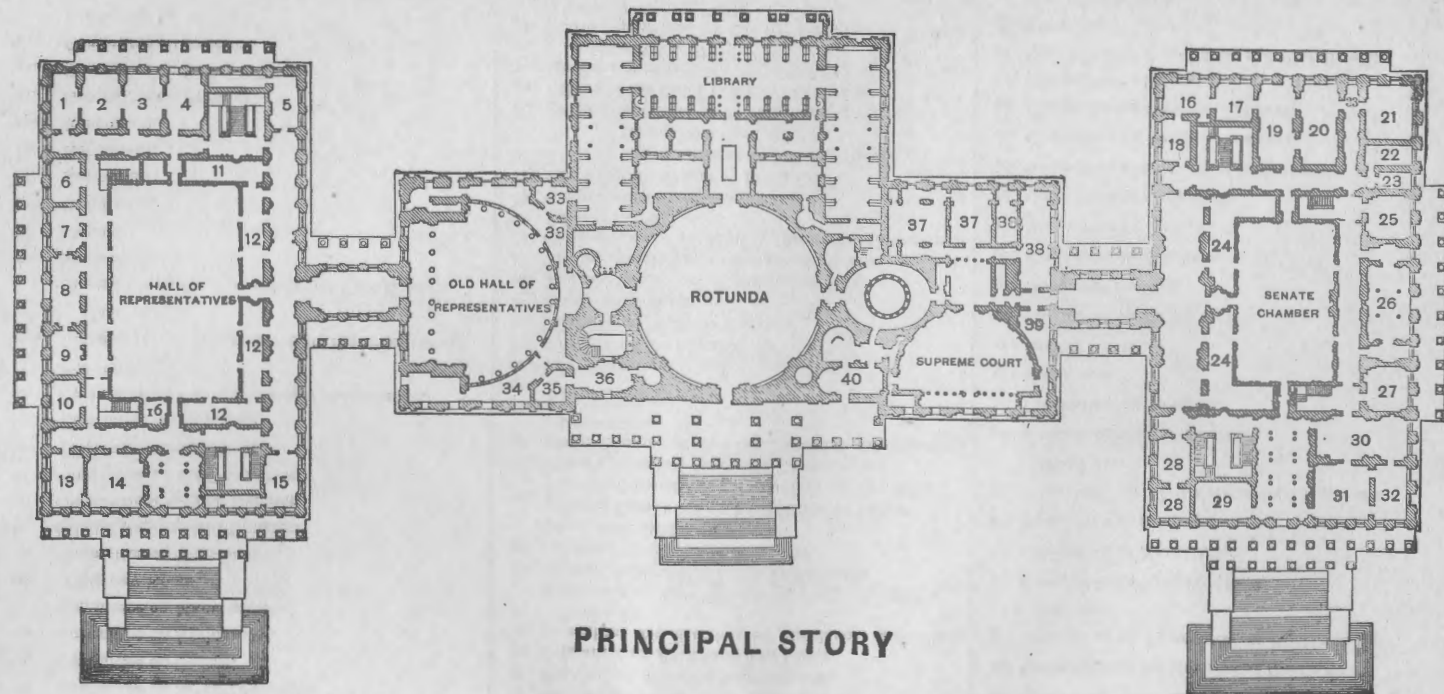 LIBRARY
1 2 3 4 5
16 17 19 20 21
18 22
11 23
6
33
37 37 38
25
7 12 33 38 24
HALL OF
REPRESENTATIVES
OLD HALL OF
REPRESENTATIVES
ROTUNDA
SENATE
CHAMBER
8 26
9 12 39 24
SUPREME COURT
10 16 12 34 35 36 40 27
13 14 15 28 30
28 29 31 32
PRINCIPAL STORY